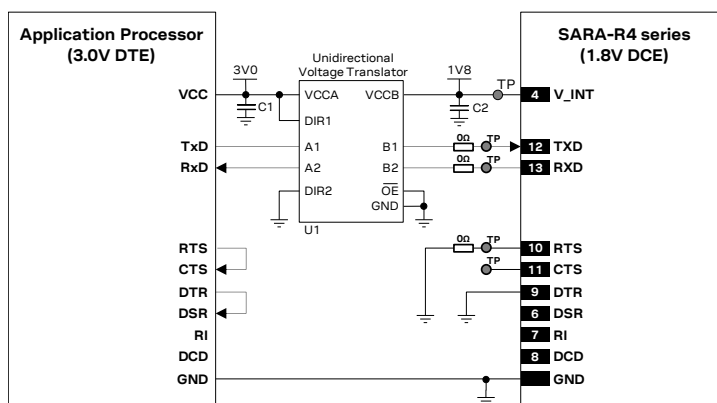 Application Processor
(3.0V DTE)
SARA-R4 series
(1.8V DCE)
Unidirectional
Voltage Translator
3V0
1V8
TP
VCC
C1
VCCA
VCCB
C2
4
V_INT
DIR1
0Ω
TP
TxD
A1
B1
12
TXD
0Ω
TP
RxD
A2
B2
13
RXD
DIR2
OE
GND
U1
0Ω
TP
RTS
10
RTS
TP
CTS
11
CTS
DTR
9
DTR
DSR
6
DSR
RI
7
RI
DCD
8
DCD
GND
GND